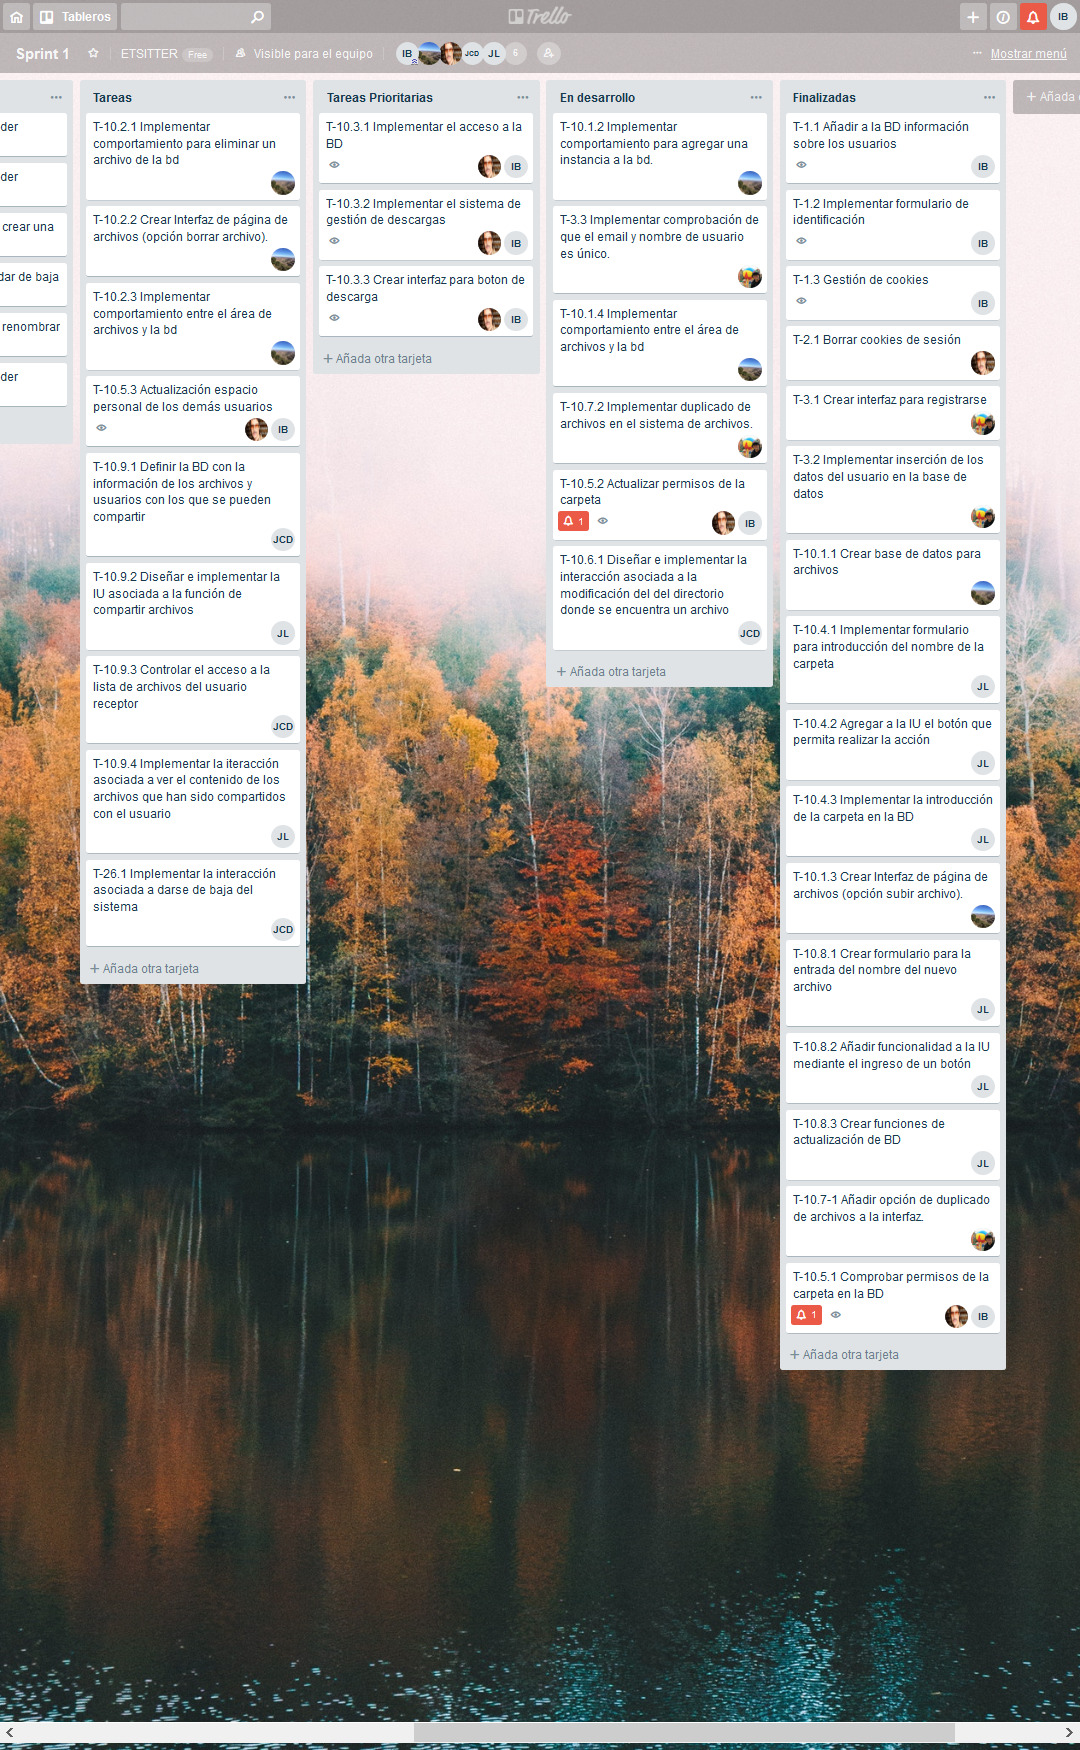 Tableros
Trello
IB
Sprint 1
ETSITTER Free
Visible para el equipo
IB
JCD
JL
6
Mostrar menú
der
der
crear una
dar de baja
renombrar
der
Tareas
T-10.2.1 Implementar
comportamiento para eliminar un
archivo de la bd
T-10.2.2 Crear Interfaz de página de
archivos (opción borrar archivo).
T-10.2.3 Implementar
comportamiento entre el área de
archivos y la bd
T-10.5.3 Actualización espacio
personal de los demás usuarios
IB
T-10.9.1 Definir la BD con la
información de los archivos y
usuarios con los que se pueden
compartir
JCD
T-10.9.2 Diseñar e implementar la
IU asociada a la función de
compartir archivos
JL
T-10.9.3 Controlar el acceso a la
lista de archivos del usuario
receptor
JCD
T-10.9.4 Implementar la iteracción
asociada a ver el contenido de los
archivos que han sido compartidos
con el usuario
JL
T-26.1 Implementar la interacción
asociada a darse de baja del
sistema
JCD
+ Añada otra tarjeta
Tareas Prioritarias
T-10.3.1 Implementar el acceso a la
BD
IB
T-10.3.2 Implementar el sistema de
gestión de descargas
IB
T-10.3.3 Crear interfaz para boton de
descarga
IB
+ Añada otra tarjeta
En desarrollo
T-10.1.2 Implementar
comportamiento para agregar una
instancia a la bd.
T-3.3 Implementar comprobación de
que el email y nombre de usuario
es único.
T-10.1.4 Implementar
comportamiento entre el área de
archivos y la bd
T-10.7.2 Implementar duplicado de
archivos en el sistema de archivos.
T-10.5.2 Actualizar permisos de la
carpeta
1
IB
T-10.6.1 Diseñar e implementar la
interacción asociada a la
modificación del del directorio
donde se encuentra un archivo
JCD
+ Añada otra tarjeta
Finalizadas
T-1.1 Añadir a la BD información
sobre los usuarios
IB
T-1.2 Implementar formulario de
identificación
IB
T-1.3 Gestión de cookies
IB
T-2.1 Borrar cookies de sesión
T-3.1 Crear interfaz para registrarse
T-3.2 Implementar inserción de los
datos del usuario en la base de
datos
T-10.1.1 Crear base de datos para
archivos
T-10.4.1 Implementar formulario
para introducción del nombre de la
carpeta
JL
T-10.4.2 Agregar a la IU el botón que
permita realizar la acción
JL
T-10.4.3 Implementar la introducción
de la carpeta en la BD
JL
T-10.1.3 Crear Interfaz de página de
archivos (opción subir archivo).
T-10.8.1 Crear formulario para la
entrada del nombre del nuevo
archivo
JL
T-10.8.2 Añadir funcionalidad a la IU
mediante el ingreso de un botón
JL
T-10.8.3 Crear funciones de
actualización de BD
JL
T-10.7-1 Añadir opción de duplicado
de archivos a la interfaz.
T-10.5.1 Comprobar permisos de la
carpeta en la BD
1
IB
+ Añada otra tarjeta
+ Añada